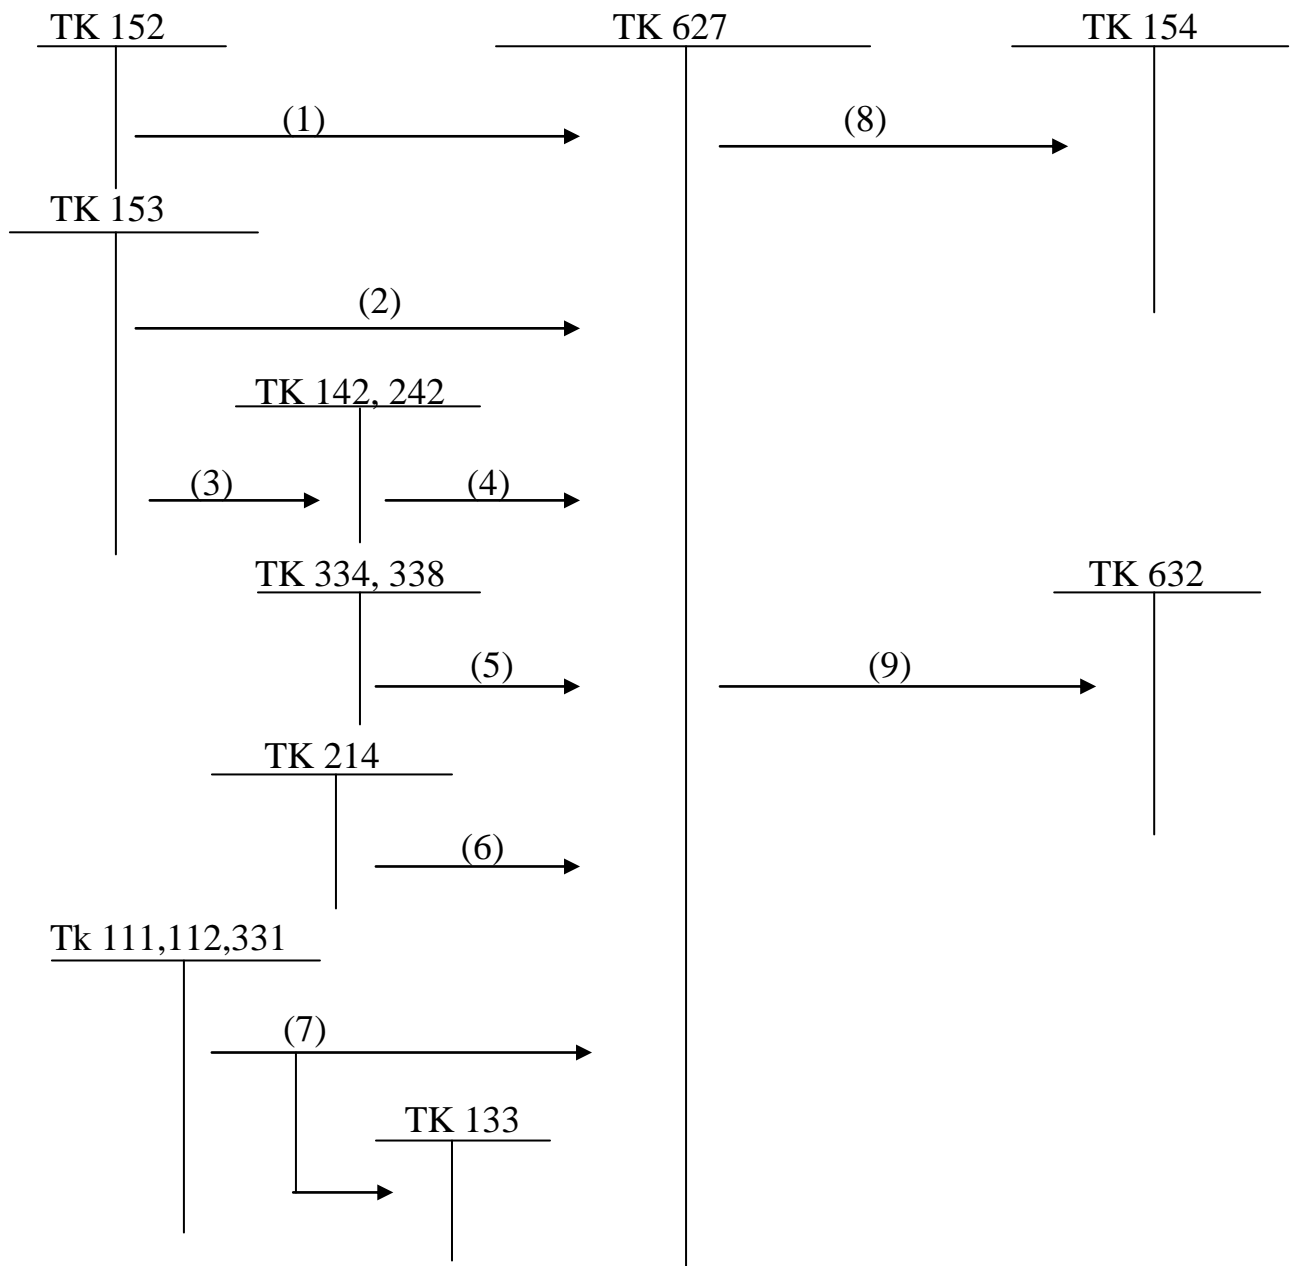 TK 152
TK 627
TK 154
(1)
(8)
TK 153
(2)
TK 142, 242
(3)
(4)
TK 334, 338
TK 632
(5)
(9)
TK 214
(6)
Tk 111,112,331
(7)
TK 133